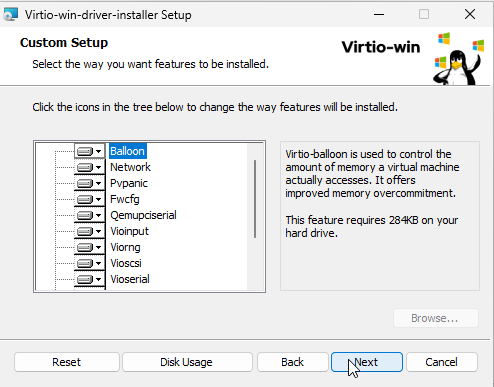 Virtio-win-driver-installer Setup
Custom Setup
Select the way you want features to be installed.
Virtio-win
Click the icons in the tree below to change the way features will be installed.
Balloon
Network
Pvpanic
Fwcfg
Qemupciserial
Vioinput
Viorng
Vioscsi
Vioserial
Virtio-balloon is used to control the
amount of memory a virtual machine
actually accesses. It offers
improved memory overcommitment.
This feature requires 284KB on your
hard drive.
Browse...
Reset
Disk Usage
Back
Next
Cancel